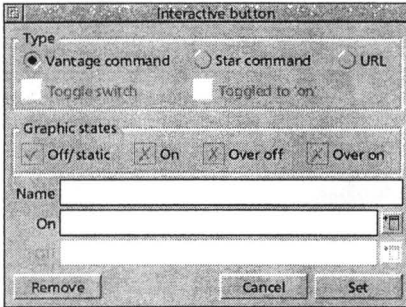 Interactive button
Type
Vantage command Star command URL
Toggle switch Toggled to 'on'
Graphic states
Off/static On Over off Over on
Name
On
Off
Remove Cancel Set